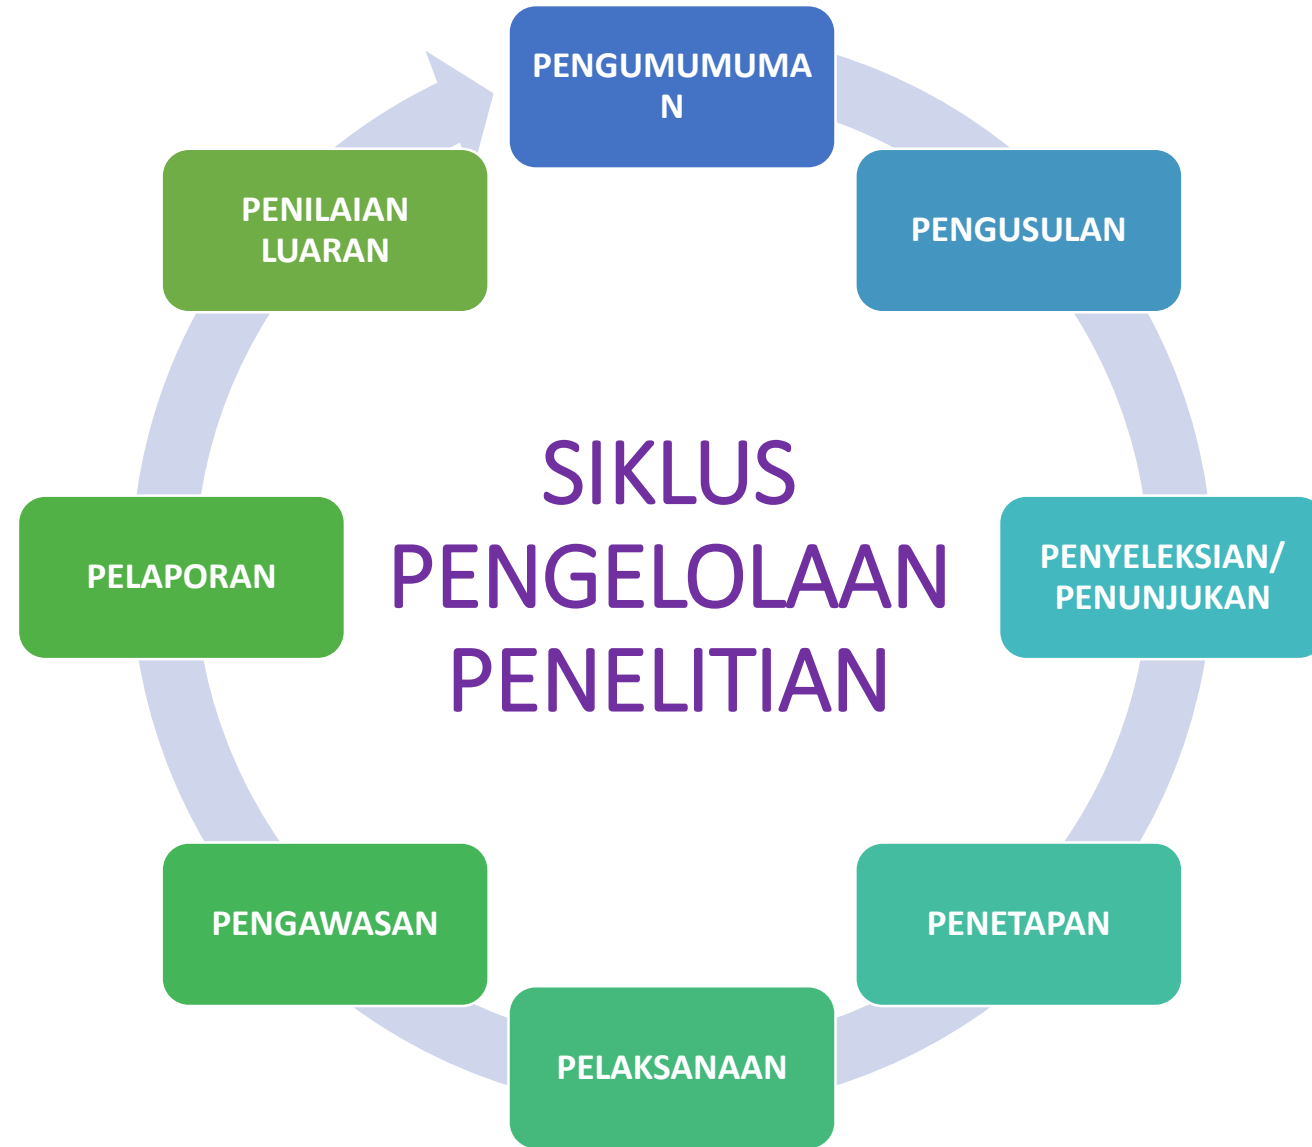 PENGUMUMUMA
N
PENGUSULAN
PENYELEKSIAN/
PENUNJUKAN
PENETAPAN
PELAKSANAAN
PENGAWASAN
PELAPORAN
PENILAIAN
LUARAN
SIKLUS
PENGELOLAAN
PENELITIAN